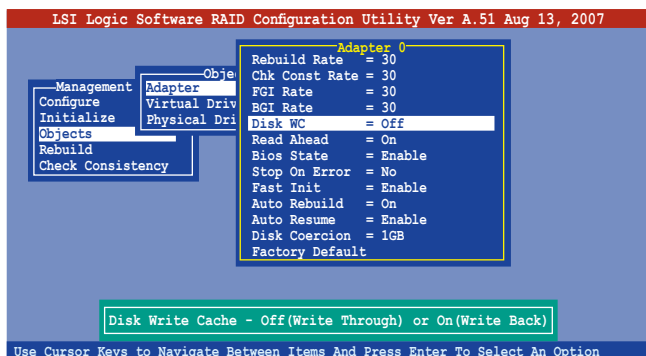 LSI Logic Software RAID Configuration Utility Ver A.51 Aug 13, 2007
Management
Configure
Initialize
Objects
Rebuild
Check Consistency
Obje
Adapter
Virtual Driv
Physical Dri
Adapter 0
Rebuild Rate = 30
Chk Const Rate = 30
FGI Rate = 30
BGI Rate = 30
Disk WC = Off
Read Ahead = On
Bios State = Enable
Stop On Error = No
Fast Init = Enable
Auto Rebuild = On
Auto Resume = Enable
Disk Coercion = 1GB
Factory Default
Disk Write Cache - Off(Write Through) or On(Write Back)
Use Cursor Keys to Navigate Between Items And Press Enter To Select An Option